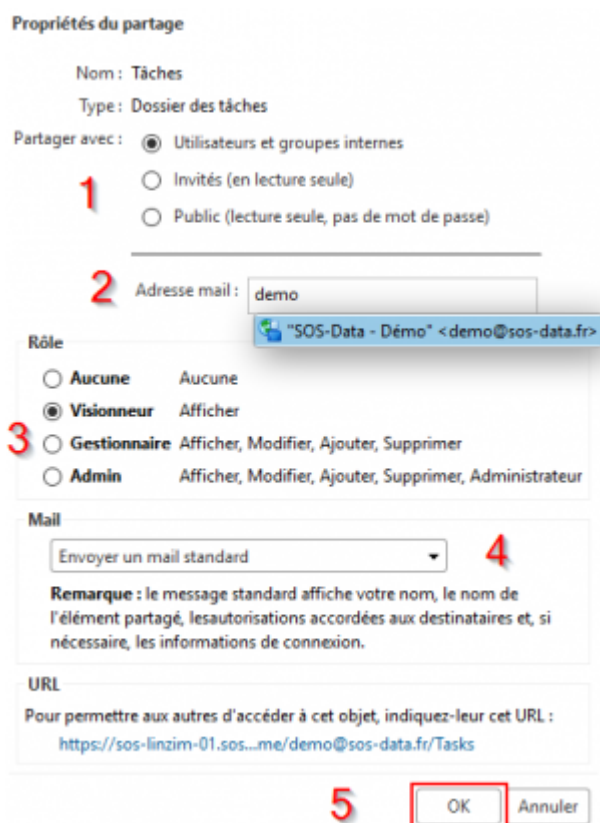 Propriétés du partage
Nom : Tâches
Type : Dossier des tâches
Partager avec : Utilisateurs et groupes internes
1 Invités (en lecture seule)
Public (lecture seule, pas de mot de passe)
2 Adresse mail : demo
"SOS-Data - Démo" <demo@sos-data.fr>
Rôle
Aucune Aucune
Visionneur Afficher
3 Gestionnaire Afficher, Modifier, Ajouter, Supprimer
Admin Afficher, Modifier, Ajouter, Supprimer, Administrateur
Mail
Envoyer un mail standard 4
Remarque : le message standard affiche votre nom, le nom de
l'élément partagé, lesautorisations accordées aux destinataires et, si
nécessaire, les informations de connexion.
URL
Pour permettre aux autres d'accéder à cet objet, indiquez-leur cet URL :
https://sos-linzim-01.sos...me/demo@sos-data.fr/Tasks
5 OK Annuler